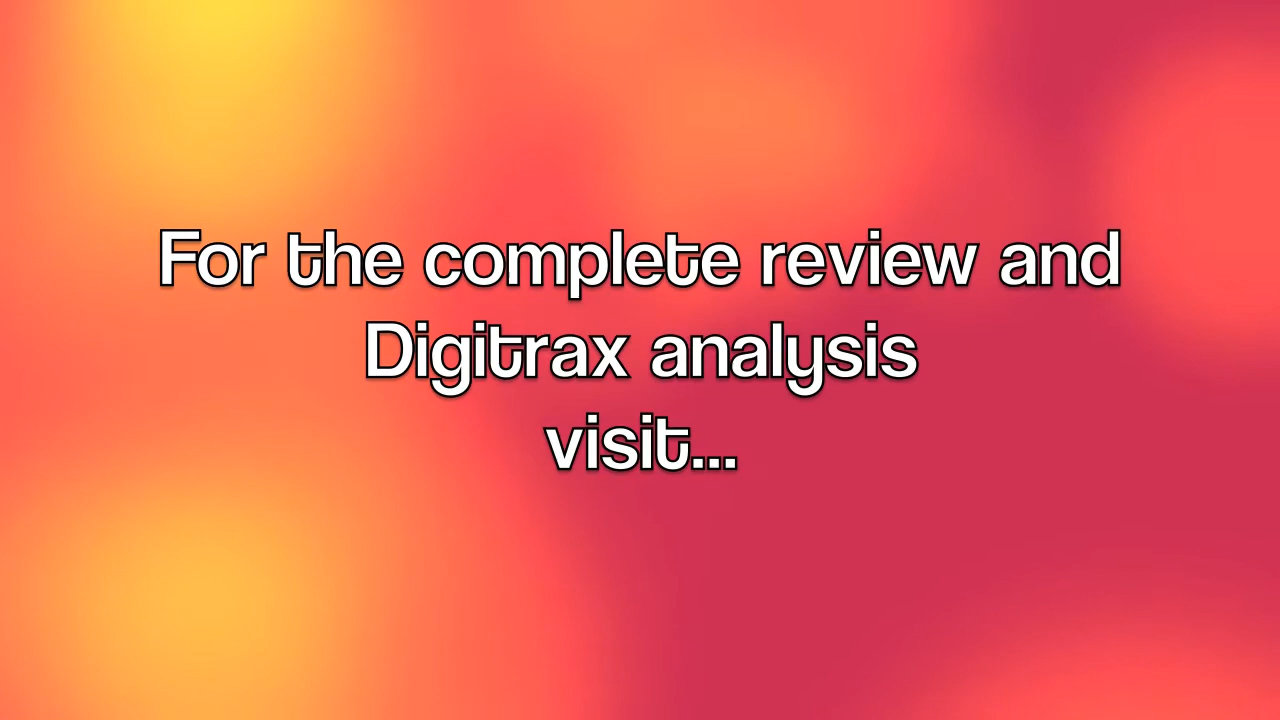 For the complete review and
Digitrax analysis
visit...